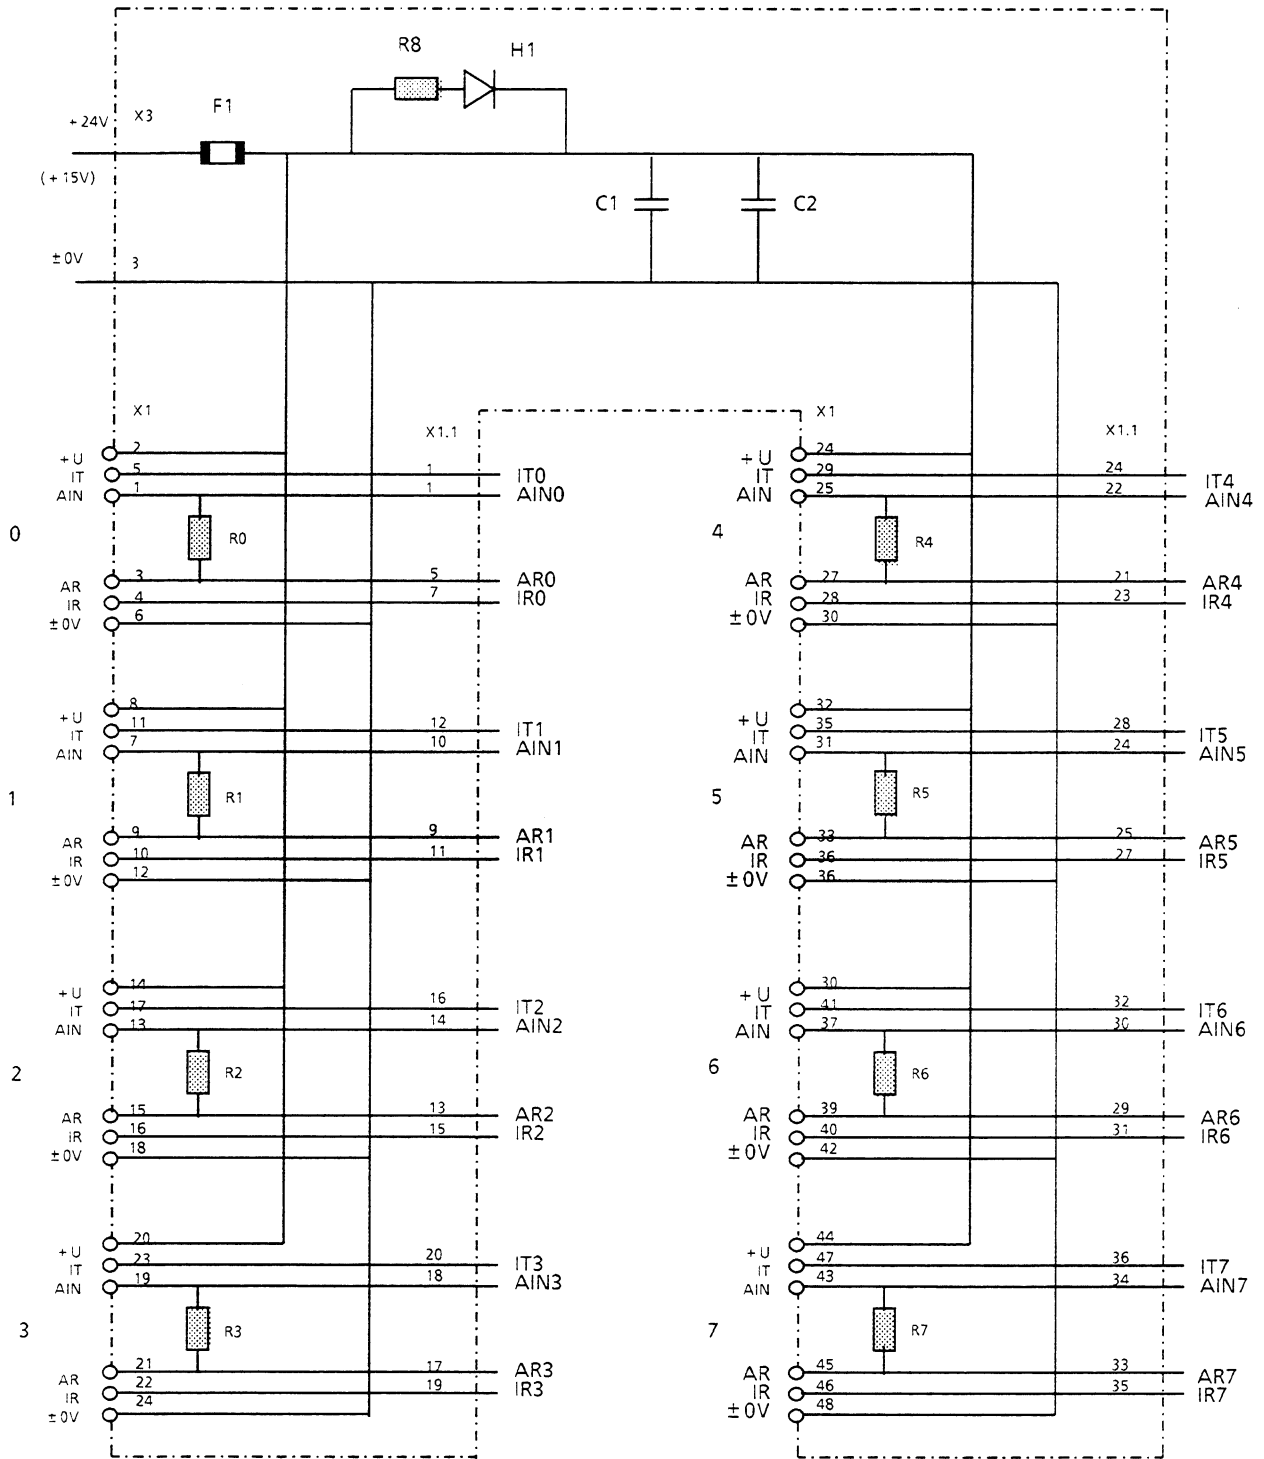 R8 H1
F1
X3
+24V
(+15V)
C1 C2
±0V 3
X1 X1.1 X1 X1.1
+U 2
IT 5 1 IT0
AIN 1 1 AIN0
0 R0
AR 3 5 AR0
IR 4 7 IR0
±0V 6
+U 8
IT 11 12 IT1
AIN 7 10 AIN1
1 R1
AR 9 9 AR1
IR 10 11 IR1
±0V 12
+U 14
IT 17 16 IT2
AIN 13 14 AIN2
2 R2
AR 15 13 AR2
IR 16 15 IR2
±0V 18
+U 20
IT 23 20 IT3
AIN 19 18 AIN3
3 R3
AR 21 17 AR3
IR 22 19 IR3
±0V 24
+U 24
IT 29 24 IT4
AIN 25 22 AIN4
4 R4
AR 27 21 AR4
IR 28 23 IR4
±0V 30
+U 32
IT 35 28 IT5
AIN 31 24 AIN5
5 R5
AR 33 25 AR5
IR 36 27 IR5
±0V 36
+U 30
IT 41 32 IT6
AIN 37 30 AIN6
6 R6
AR 39 29 AR6
IR 40 31 IR6
±0V 42
+U 44
IT 47 36 IT7
AIN 43 34 AIN7
7 R7
AR 45 33 AR7
IR 46 35 IR7
±0V 48